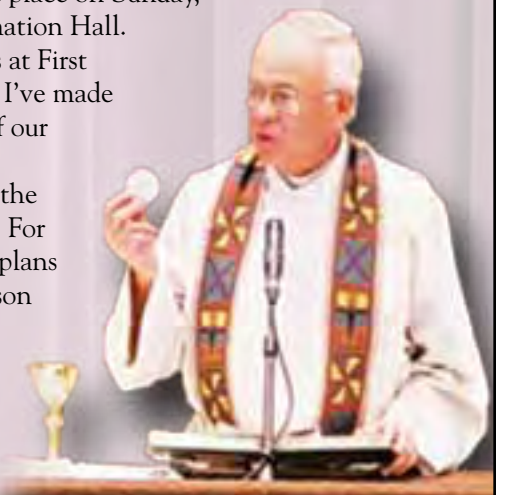 place on Sunday,
nation Hall.
s at First
I've made
f our
the
For
plans
son